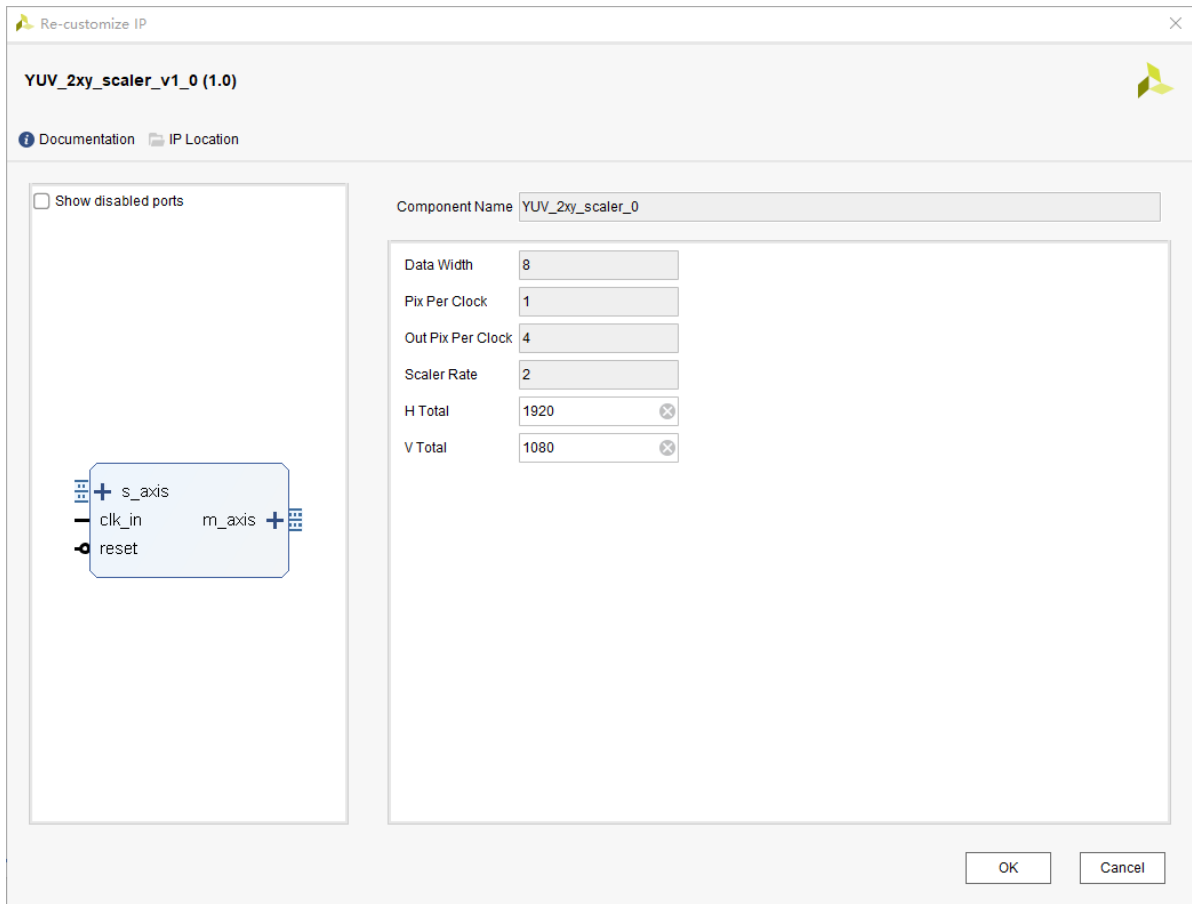 Re-customize IP
YUV_2xy_scaler_v1_0 (1.0)
Documentation IP Location
Show disabled ports
s_axis
clk_in m_axis
reset
Component Name YUV_2xy_scaler_0
Data Width 8
Pix Per Clock 1
Out Pix Per Clock 4
Scaler Rate 2
H Total 1920
V Total 1080
OK Cancel